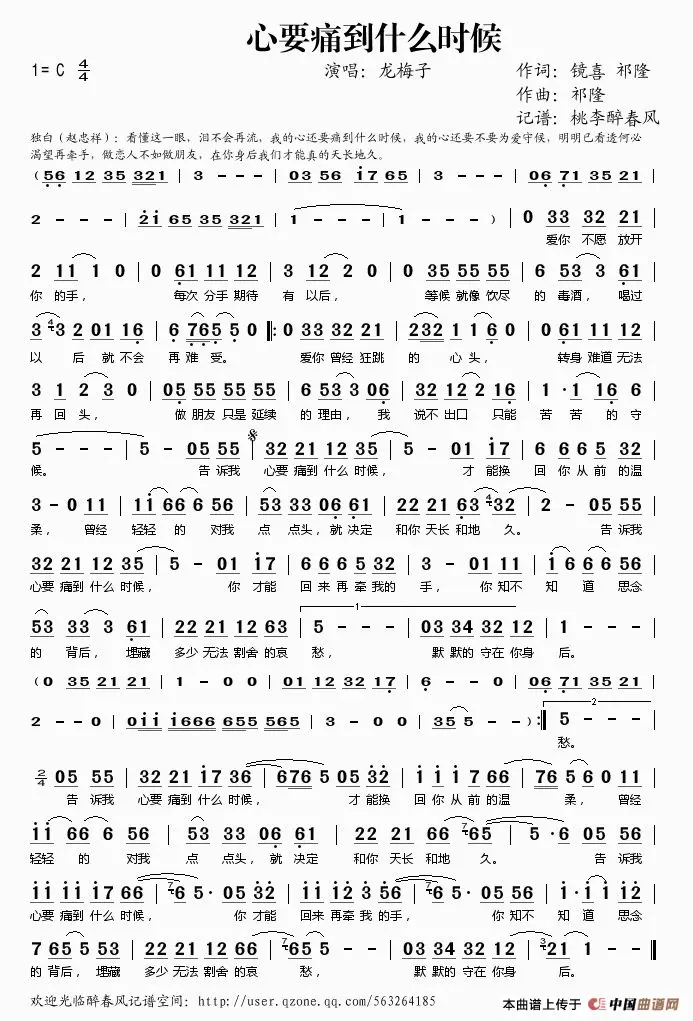 心要痛到什么时候
1= C 4/4 演唱：龙梅子 作词：镜喜 祁隆
作曲：祁隆
记谱：桃李醉春风
独白（赵忠祥）：看懂这一眼，泪不会再流，我的心还要痛到什么时候，我的心还要不要为爱守候，明明已看透何必
渴望再牵手，做恋人不如做朋友，在你身后我们才能真的天长地久。
( 56 12 35 321 | 3 - - - | 03 56 i7 65 | 3 - - - | 06 71 35 21 |
2 - - - | 2i 65 35 321 | 1 - - - | 1 - - - ) | 0 33 32 21 |
爱你 不愿 放开
2 11 1 0 | 0 61 11 12 | 3 12 2 0 | 0 35 55 55 | 6 53 3 61 |
你 的 手， 每次 分手 期待 有 以后， 等候 就像 饮尽 的 毒酒， 喝过
3 4 3 2 01 16 | 6 765 5 0 |: 0 33 32 21 | 232 1 1 60 | 0 61 11 12 |
以 后 就 不会 再 难 受。 爱你 曾经 狂跳 的 心 头， 转身 难道 无法
3 1 2 3 0 | 05 55 55 55 | 6 53 3 06 | 35 12 2 16 | 1 · 1 16 6 |
再 回 头， 做 朋友 只是 延续 的 理由， 我 说不 出口 只能 苦 苦 的 守
5 - - - | 5 - 05 55 | 32 21 12 35 | 5 - 01 i7 | 6 6 6 5 32 |
候。 告 诉我 心要 痛到 什么 时候， 才 能换 回 你 从 前 的温
3 - 0 11 | ii 66 6 56 | 53 33 06 61 | 22 21 63 4 32 | 2 - 05 55 |
柔， 曾经 轻轻 的 对我 点 点头，就 决定 和你 天长 和地 久。 告 诉我
32 21 12 35 | 5 - 01 i7 | 6 6 6 5 32 | 3 - 01 11 | i 6 6 6 56 |
心要 痛到 什么 时候， 你 才能 回 来 再 牵 我的 手， 你 知不 知 道 思念
53 33 3 61 | 22 21 12 32 | 1 5 - - - | 03 34 32 12 | 1 - - - |
的 背后， 埋藏 多少 无法 割舍 的哀 愁， 默 默的 守在 你身 后。
( 0 35 21 21 | 1 - 0 0 | 01 12 32 17 | 6 - - 0 | 06 71 35 21 |
2 - - 0 | 0ii i666 655 565 | 3 - - 0 | 35 5 - - ) :| 2 5 - - - |
愁。
2/4 05 55 | 32 21 i7 36 | 676 5 05 32 | i i i 7 66 | 76 5 6 0 11 |
告 诉我 心要 痛到 什么 时候， 才 能换 回 你 从 前 的温 柔， 曾经
ii 66 6 56 | 53 33 06 61 | 22 21 66 7 65 | 5 · 6 05 56 |
轻轻 的 对我 点 点头， 就 决定 和你 天长 和地 久。 告 诉我
ii ii i7 66 | 7 6 5 · 02 i2 | ii i2 ·3 56 | 7 6 5 · 05 56 | i · i i i2 |
心要 痛到 什么 时候， 你 才能 回来 再牵 我 的手， 你 知不 知 道 思念
7 65 5 53 | 22 21 12 66 | 7 65 5 - - | 03 34 32 12 | 3 21 1 - - ‖
的 背后， 埋藏 多少 无法 割舍 的哀 愁， 默 默的 守在 你身 后。
欢迎光临醉春风记谱空间：http://user.qzone.qq.com/563264185
本曲谱上传于 中国曲谱网